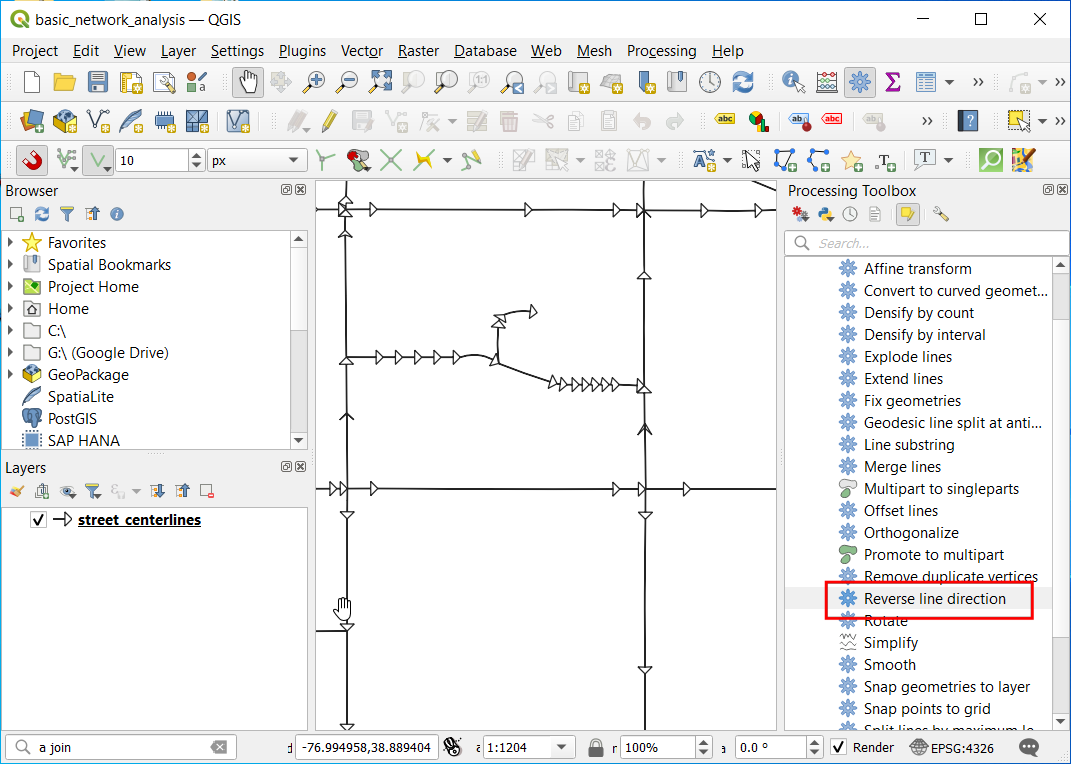 basic_network_analysis — QGIS
Project Edit View Layer Settings Plugins Vector Raster Database Web Mesh Processing Help
abc ab abc ab ?
10 px T T
Browser
Favorites
Spatial Bookmarks
Project Home
Home
C:\
G:\ (Google Drive)
GeoPackage
SpatiaLite
PostGIS
SAP HANA
Layers
street_centerlines
Processing Toolbox
Search...
Affine transform
Convert to curved geomet...
Densify by count
Densify by interval
Explode lines
Extend lines
Fix geometries
Geodesic line split at anti...
Line substring
Merge lines
Multipart to singleparts
Offset lines
Orthogonalize
Promote to multipart
Remove duplicate vertices
Reverse line direction
Rotate
Simplify
Smooth
Snap geometries to layer
Snap points to grid
Split lines by maximum le
a join -76.994958,38.889404 1:1204 100% 0.0 ° Render EPSG:4326